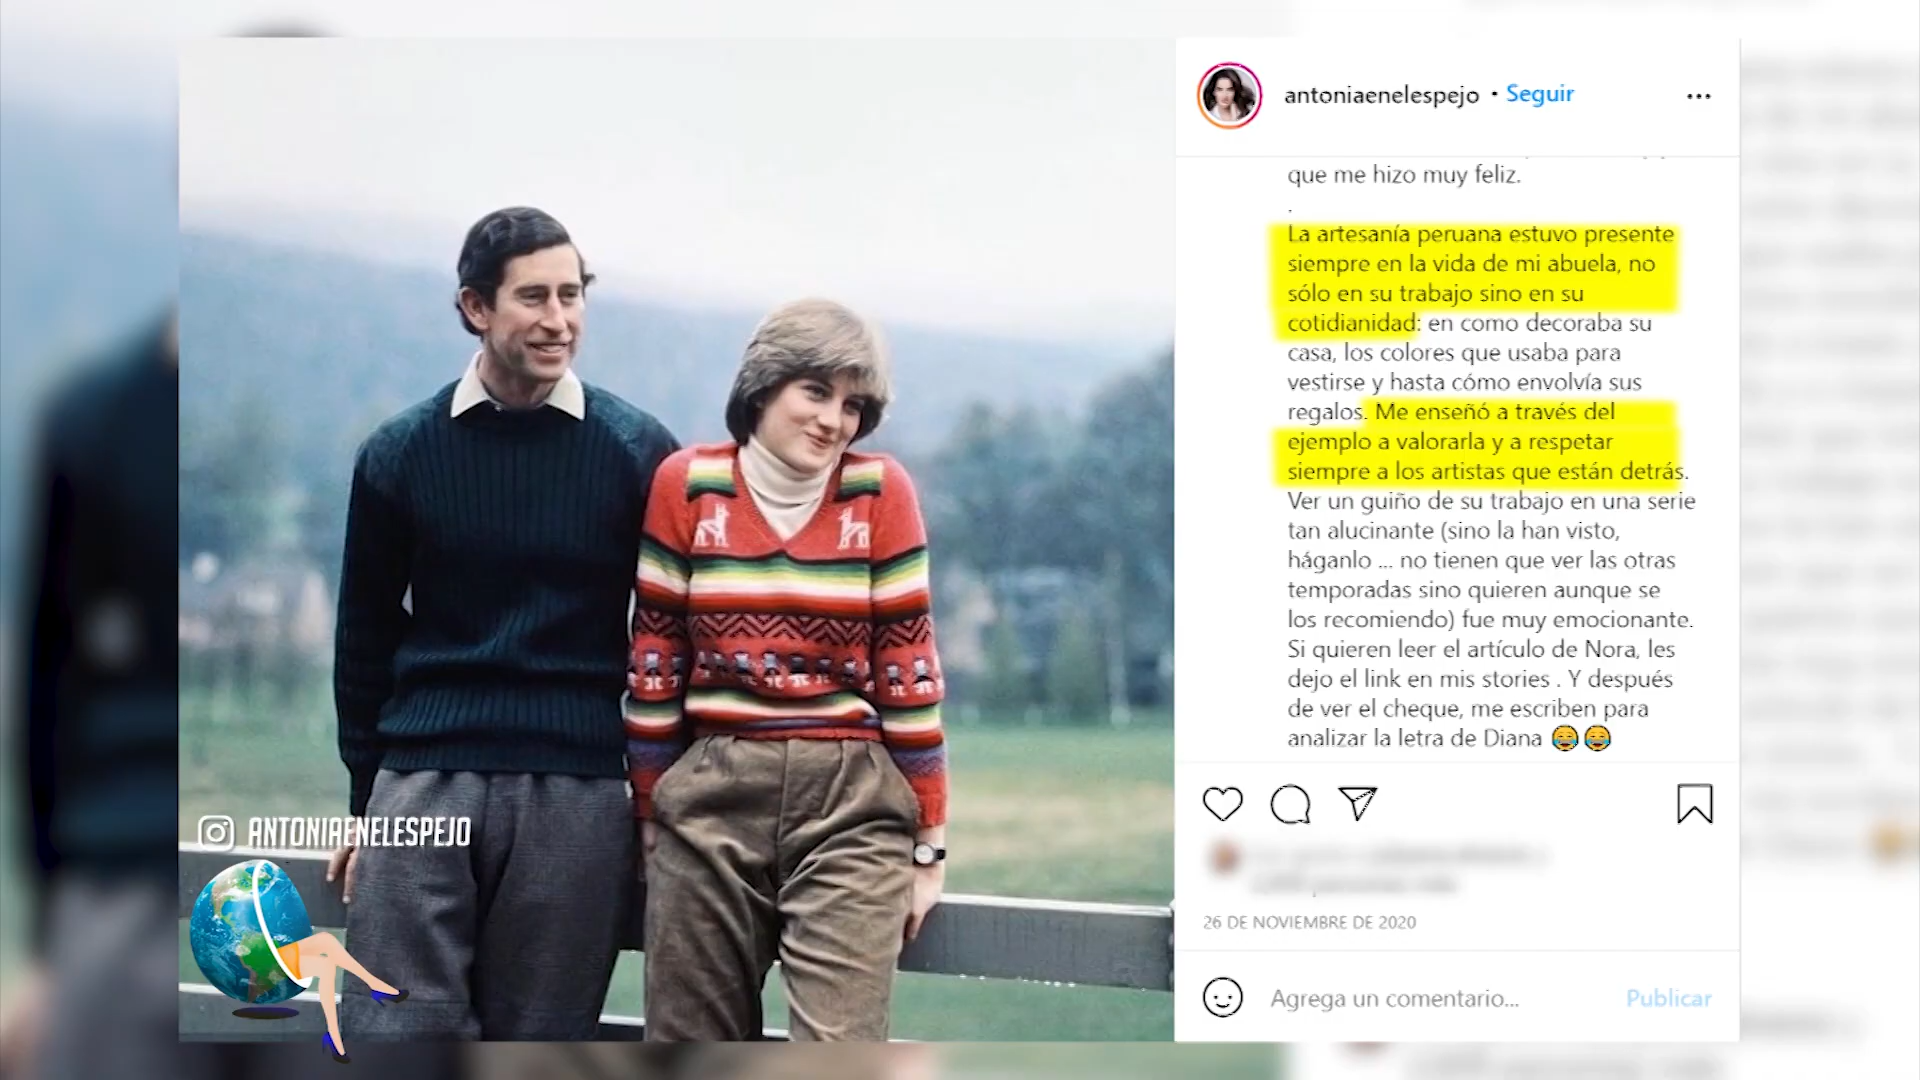 antoniaenelespejo • Seguir
que me hizo muy feliz.
.
La artesanía peruana estuvo presente
siempre en la vida de mi abuela, no
sólo en su trabajo sino en su
cotidianidad: en como decoraba su
casa, los colores que usaba para
vestirse y hasta cómo envolvía sus
regalos. Me enseñó a través del
ejemplo a valorarla y a respetar
siempre a los artistas que están detrás.
Ver un guiño de su trabajo en una serie
tan alucinante (sino la han visto,
háganlo ... no tienen que ver las otras
temporadas sino quieren aunque se
los recomiendo) fue muy emocionante.
Si quieren leer el artículo de Nora, les
dejo el link en mis stories . Y después
de ver el cheque, me escriben para
analizar la letra de Diana 😂😂
26 DE NOVIEMBRE DE 2020
Agrega un comentario... Publicar
ANTONIAENELESPEJO